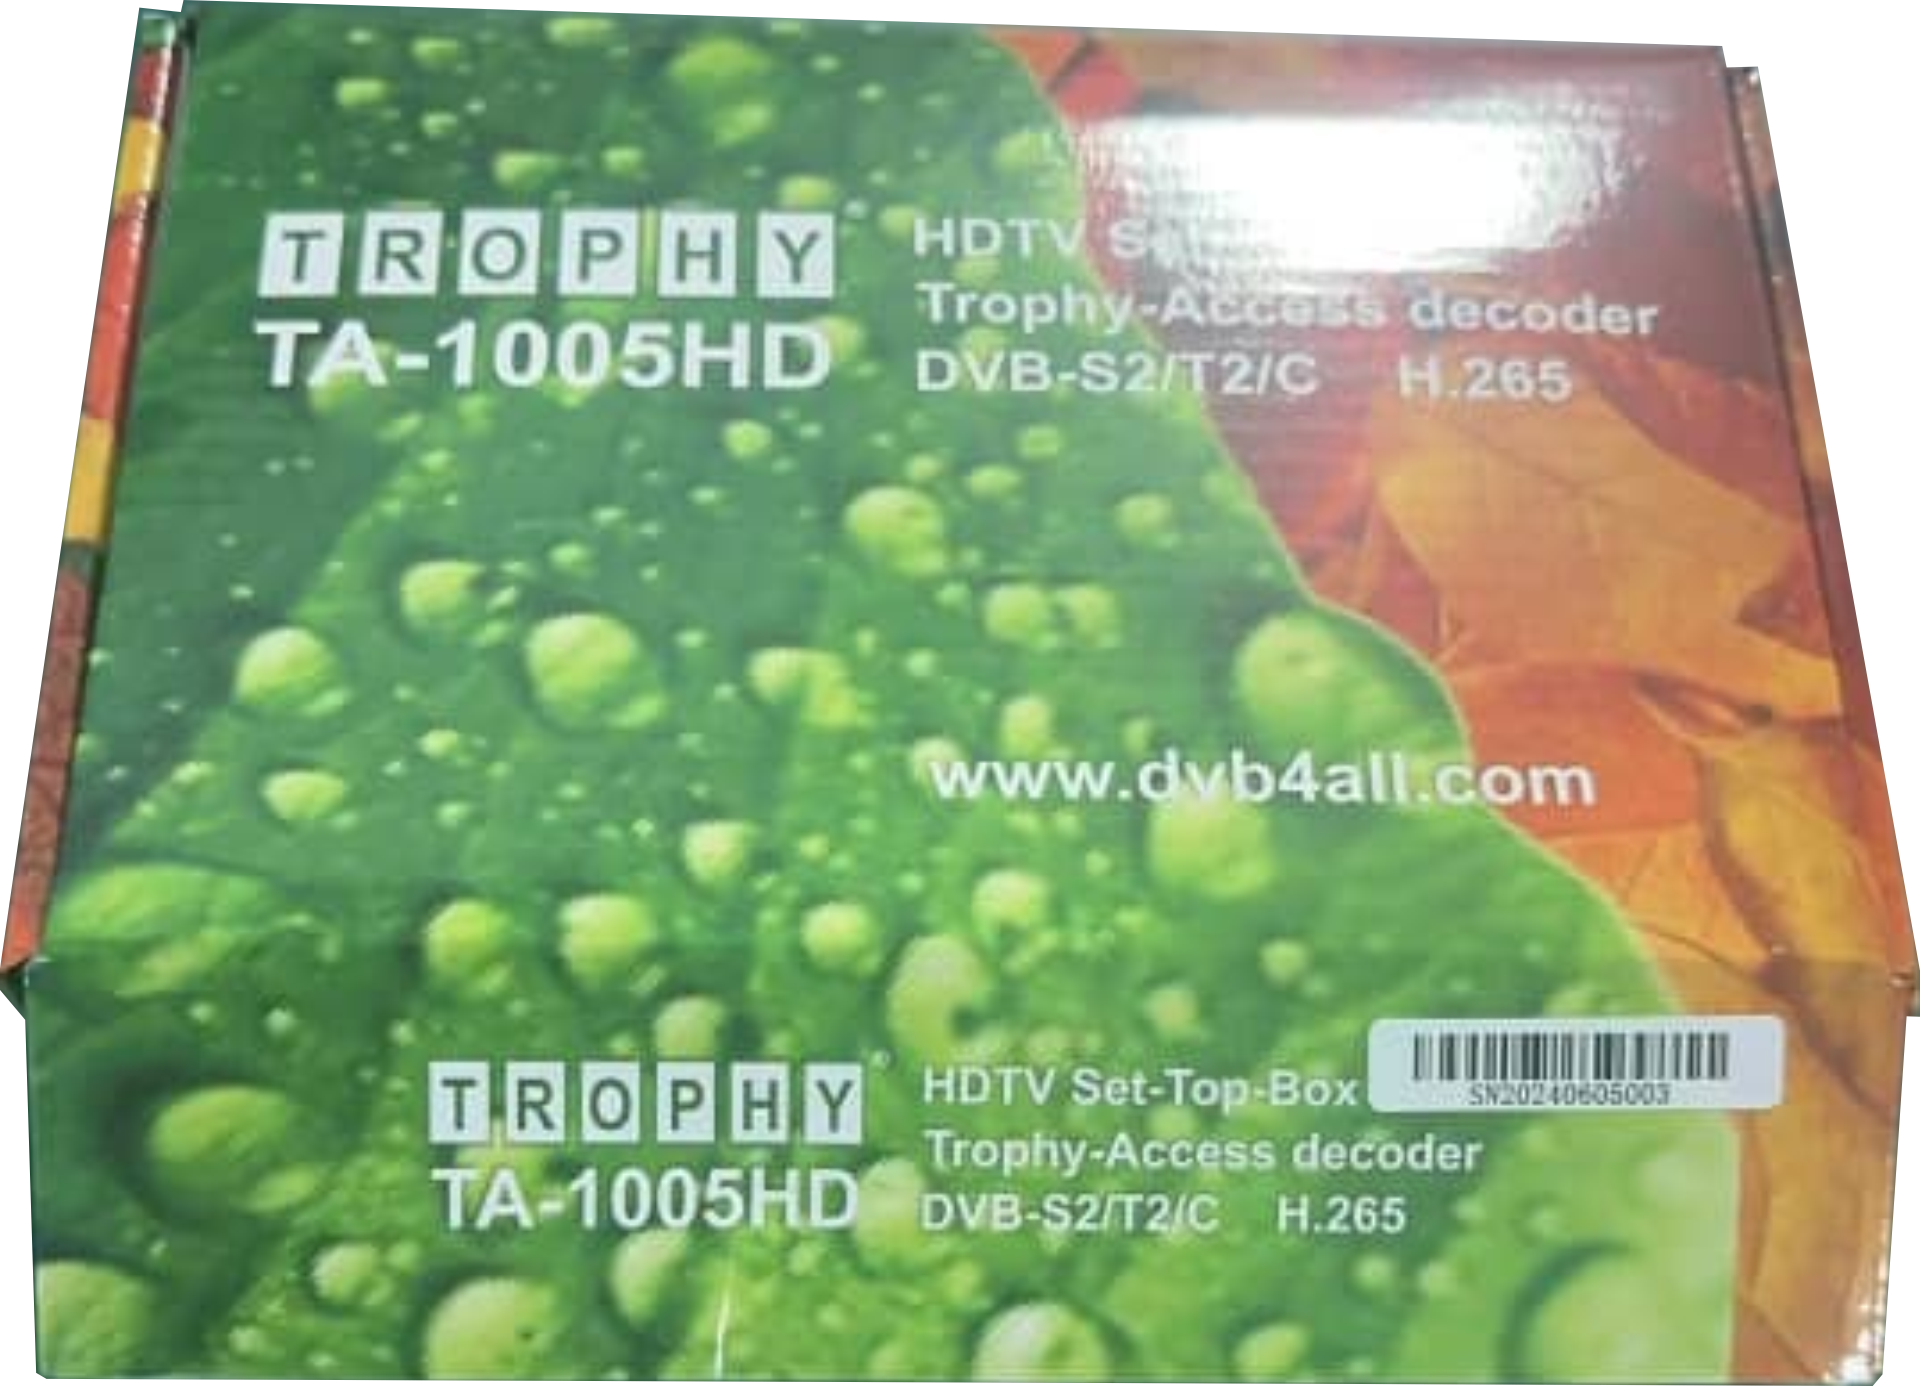 TROPHY
TA-1005HD
HDTV
Trophy-Access decoder
DVB-S2/T2/C H.265
www.dvb4all.com
TROPHY
TA-1005HD
HDTV Set-Top-Box
Trophy-Access decoder
DVB-S2/T2/C H.265
SN20240605003